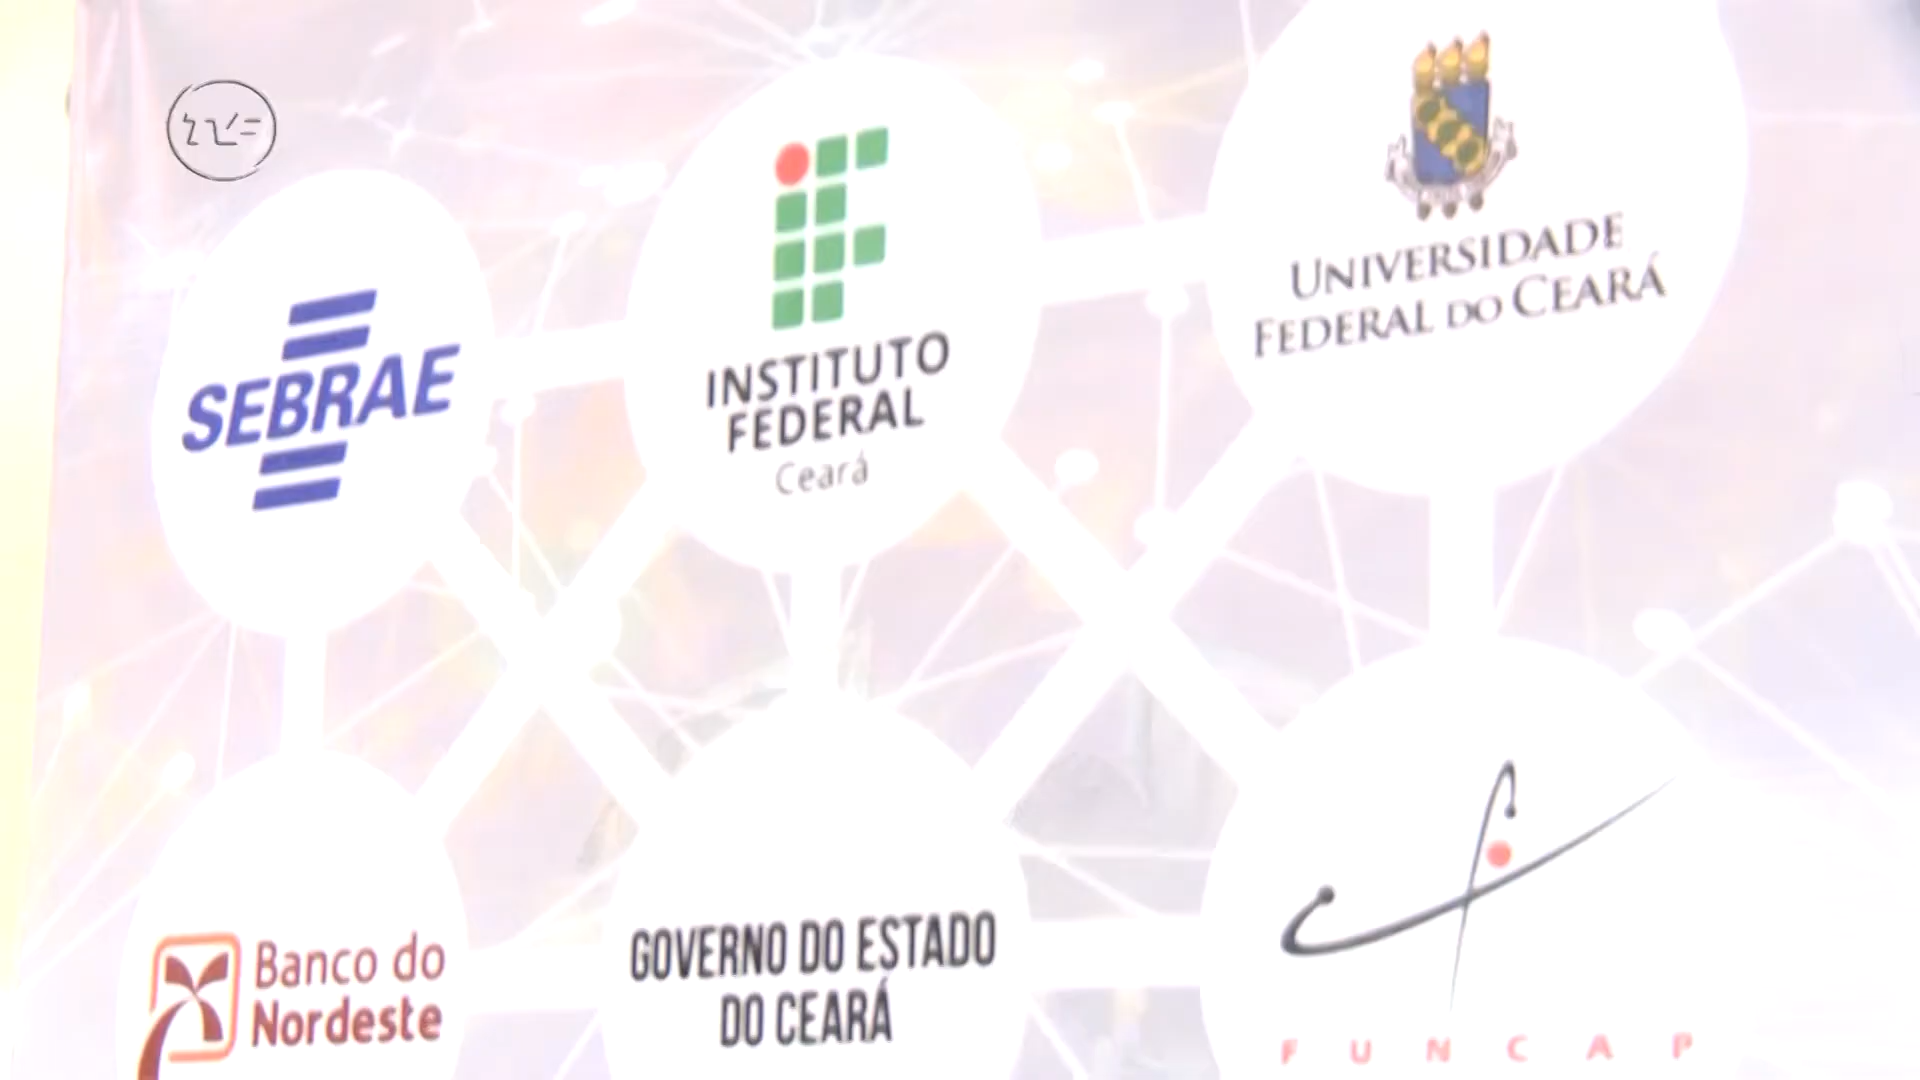 SEBRAE
INSTITUTO
FEDERAL
Ceará
UNIVERSIDADE
FEDERAL DO CEARÁ
Banco do
Nordeste
GOVERNO DO ESTADO
DO CEARÁ
FUNCAP